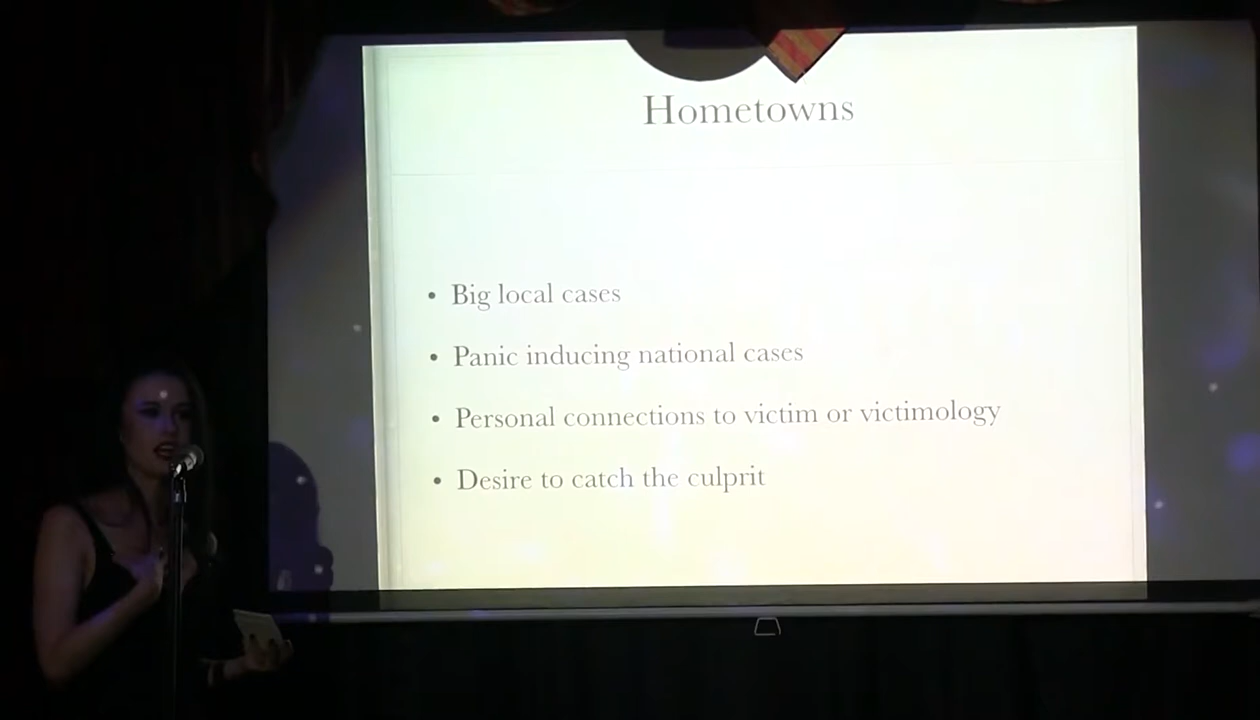 Hometowns
• Big local cases
• Panic inducing national cases
• Personal connections to victim or victimology
• Desire to catch the culprit